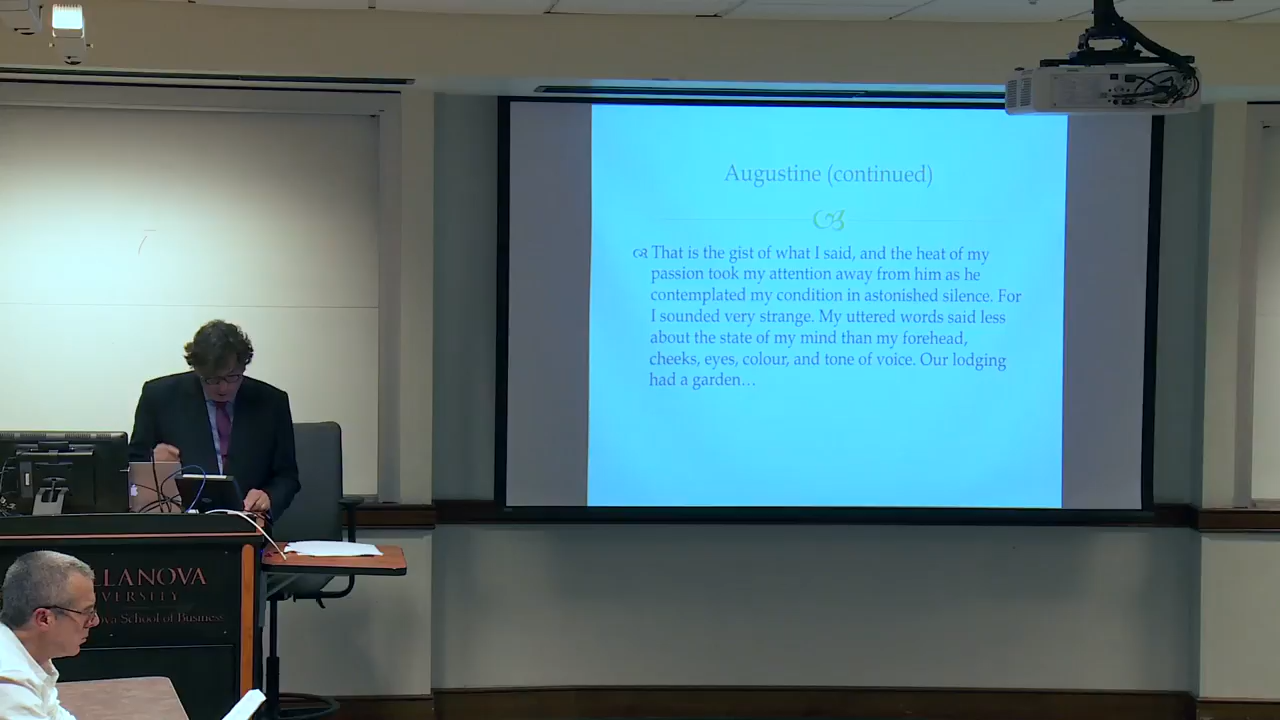 Augustine (continued)
That is the gist of what I said, and the heat of my
passion took my attention away from him as he
contemplated my condition in astonished silence. For
I sounded very strange. My uttered words said less
about the state of my mind than my forehead,
cheeks, eyes, colour, and tone of voice. Our lodging
had a garden…
LLANOVA
VERSITY
ova School of Business